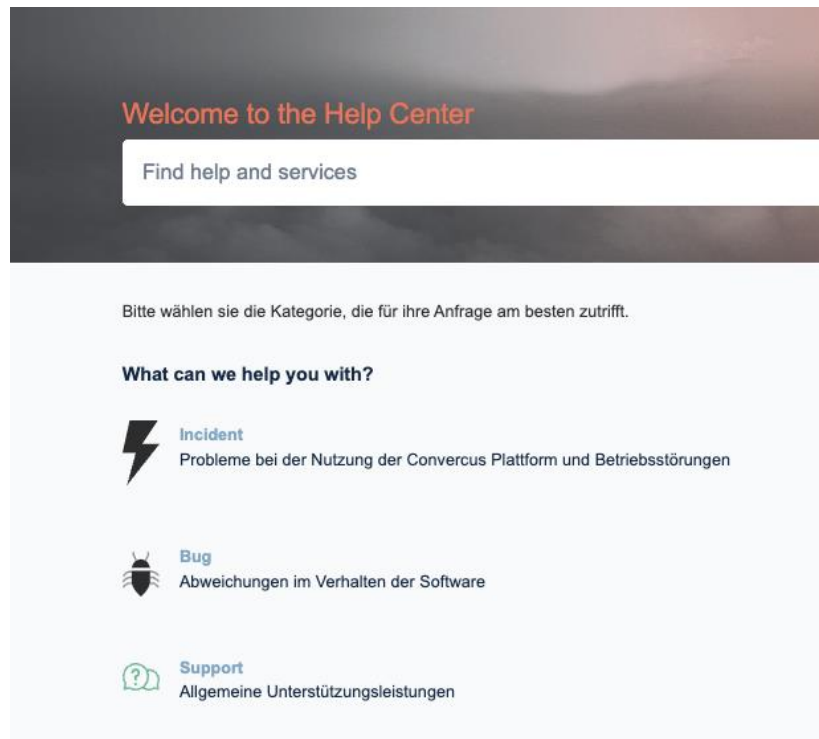 Welcome to the Help Center
Find help and services
Bitte wählen sie die Kategorie, die für ihre Anfrage am besten zutrifft.
What can we help you with?
Incident
Probleme bei der Nutzung der Convercus Plattform und Betriebsstörungen
Bug
Abweichungen im Verhalten der Software
Support
Allgemeine Unterstützungsleistungen